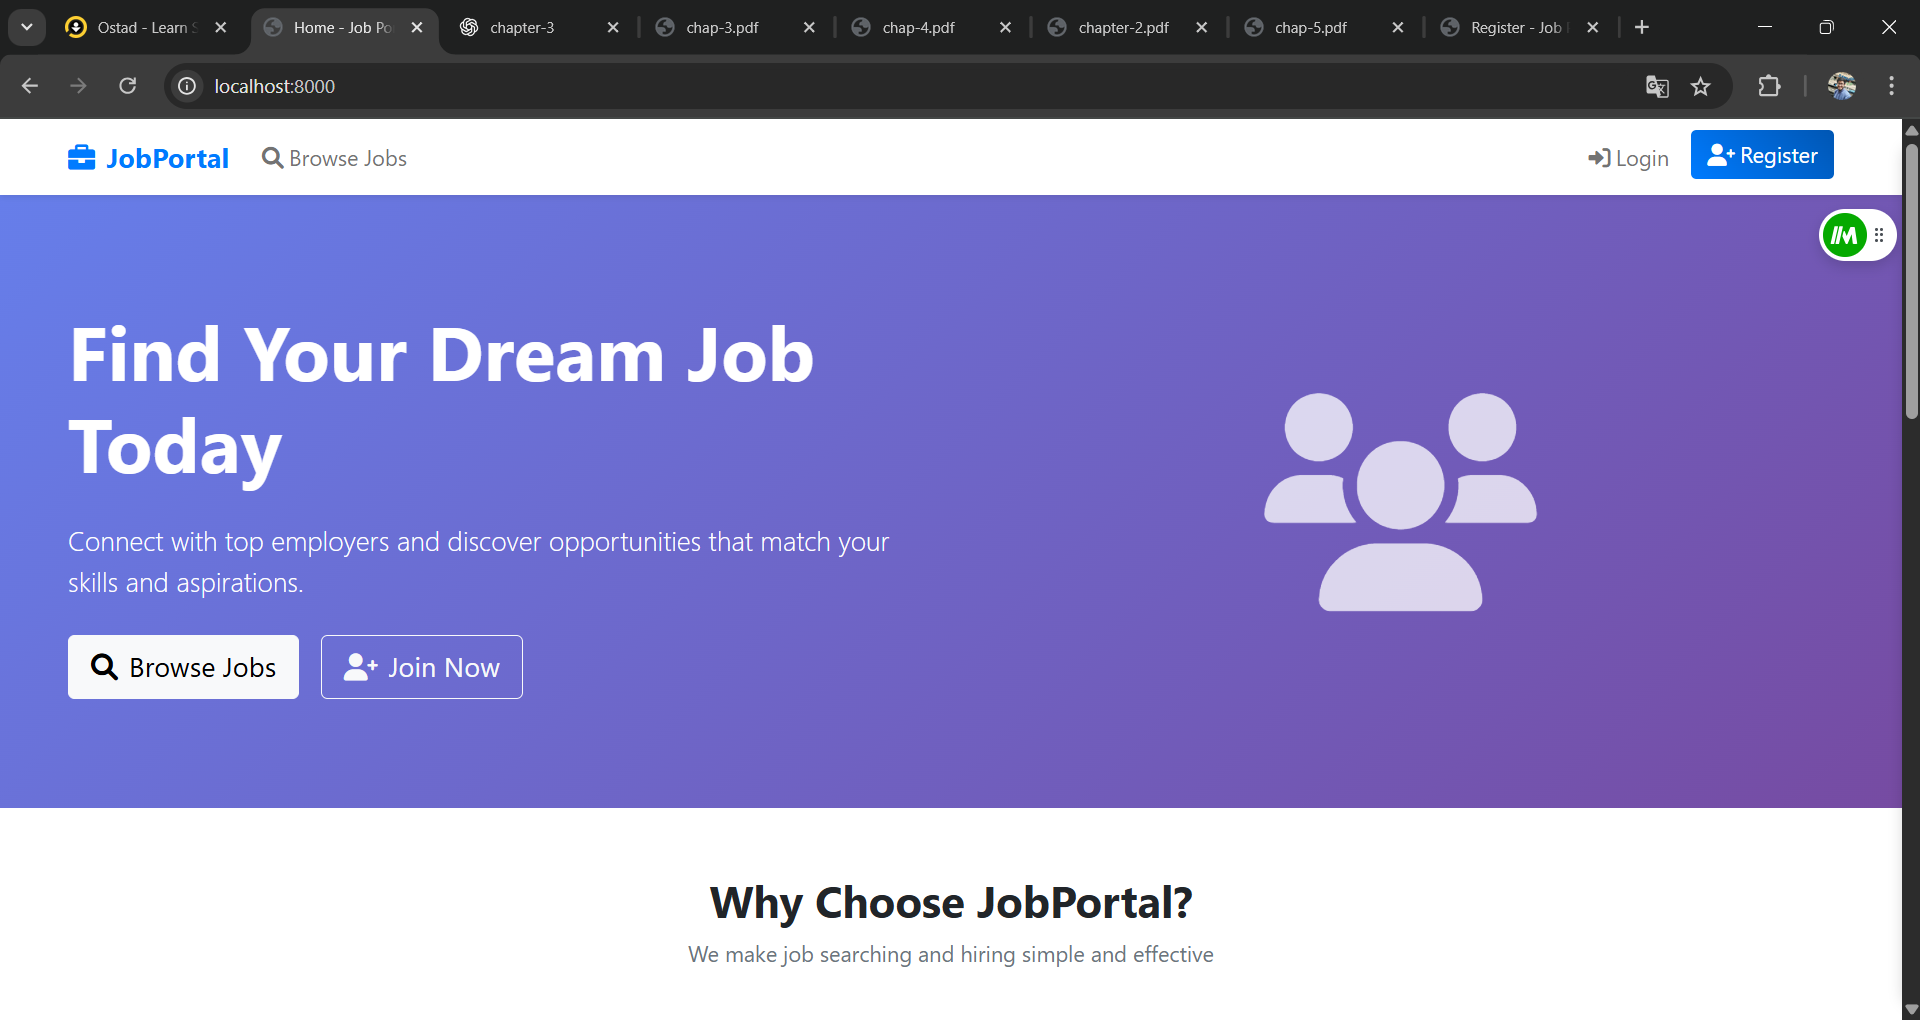 Ostad - Learn S
Home - Job Po
chapter-3
chap-3.pdf
chap-4.pdf
chapter-2.pdf
chap-5.pdf
Register - Job
localhost:8000
JobPortal
Browse Jobs
Login
Register
Find Your Dream Job
Today
Connect with top employers and discover opportunities that match your
skills and aspirations.
Browse Jobs
Join Now
Why Choose JobPortal?
We make job searching and hiring simple and effective